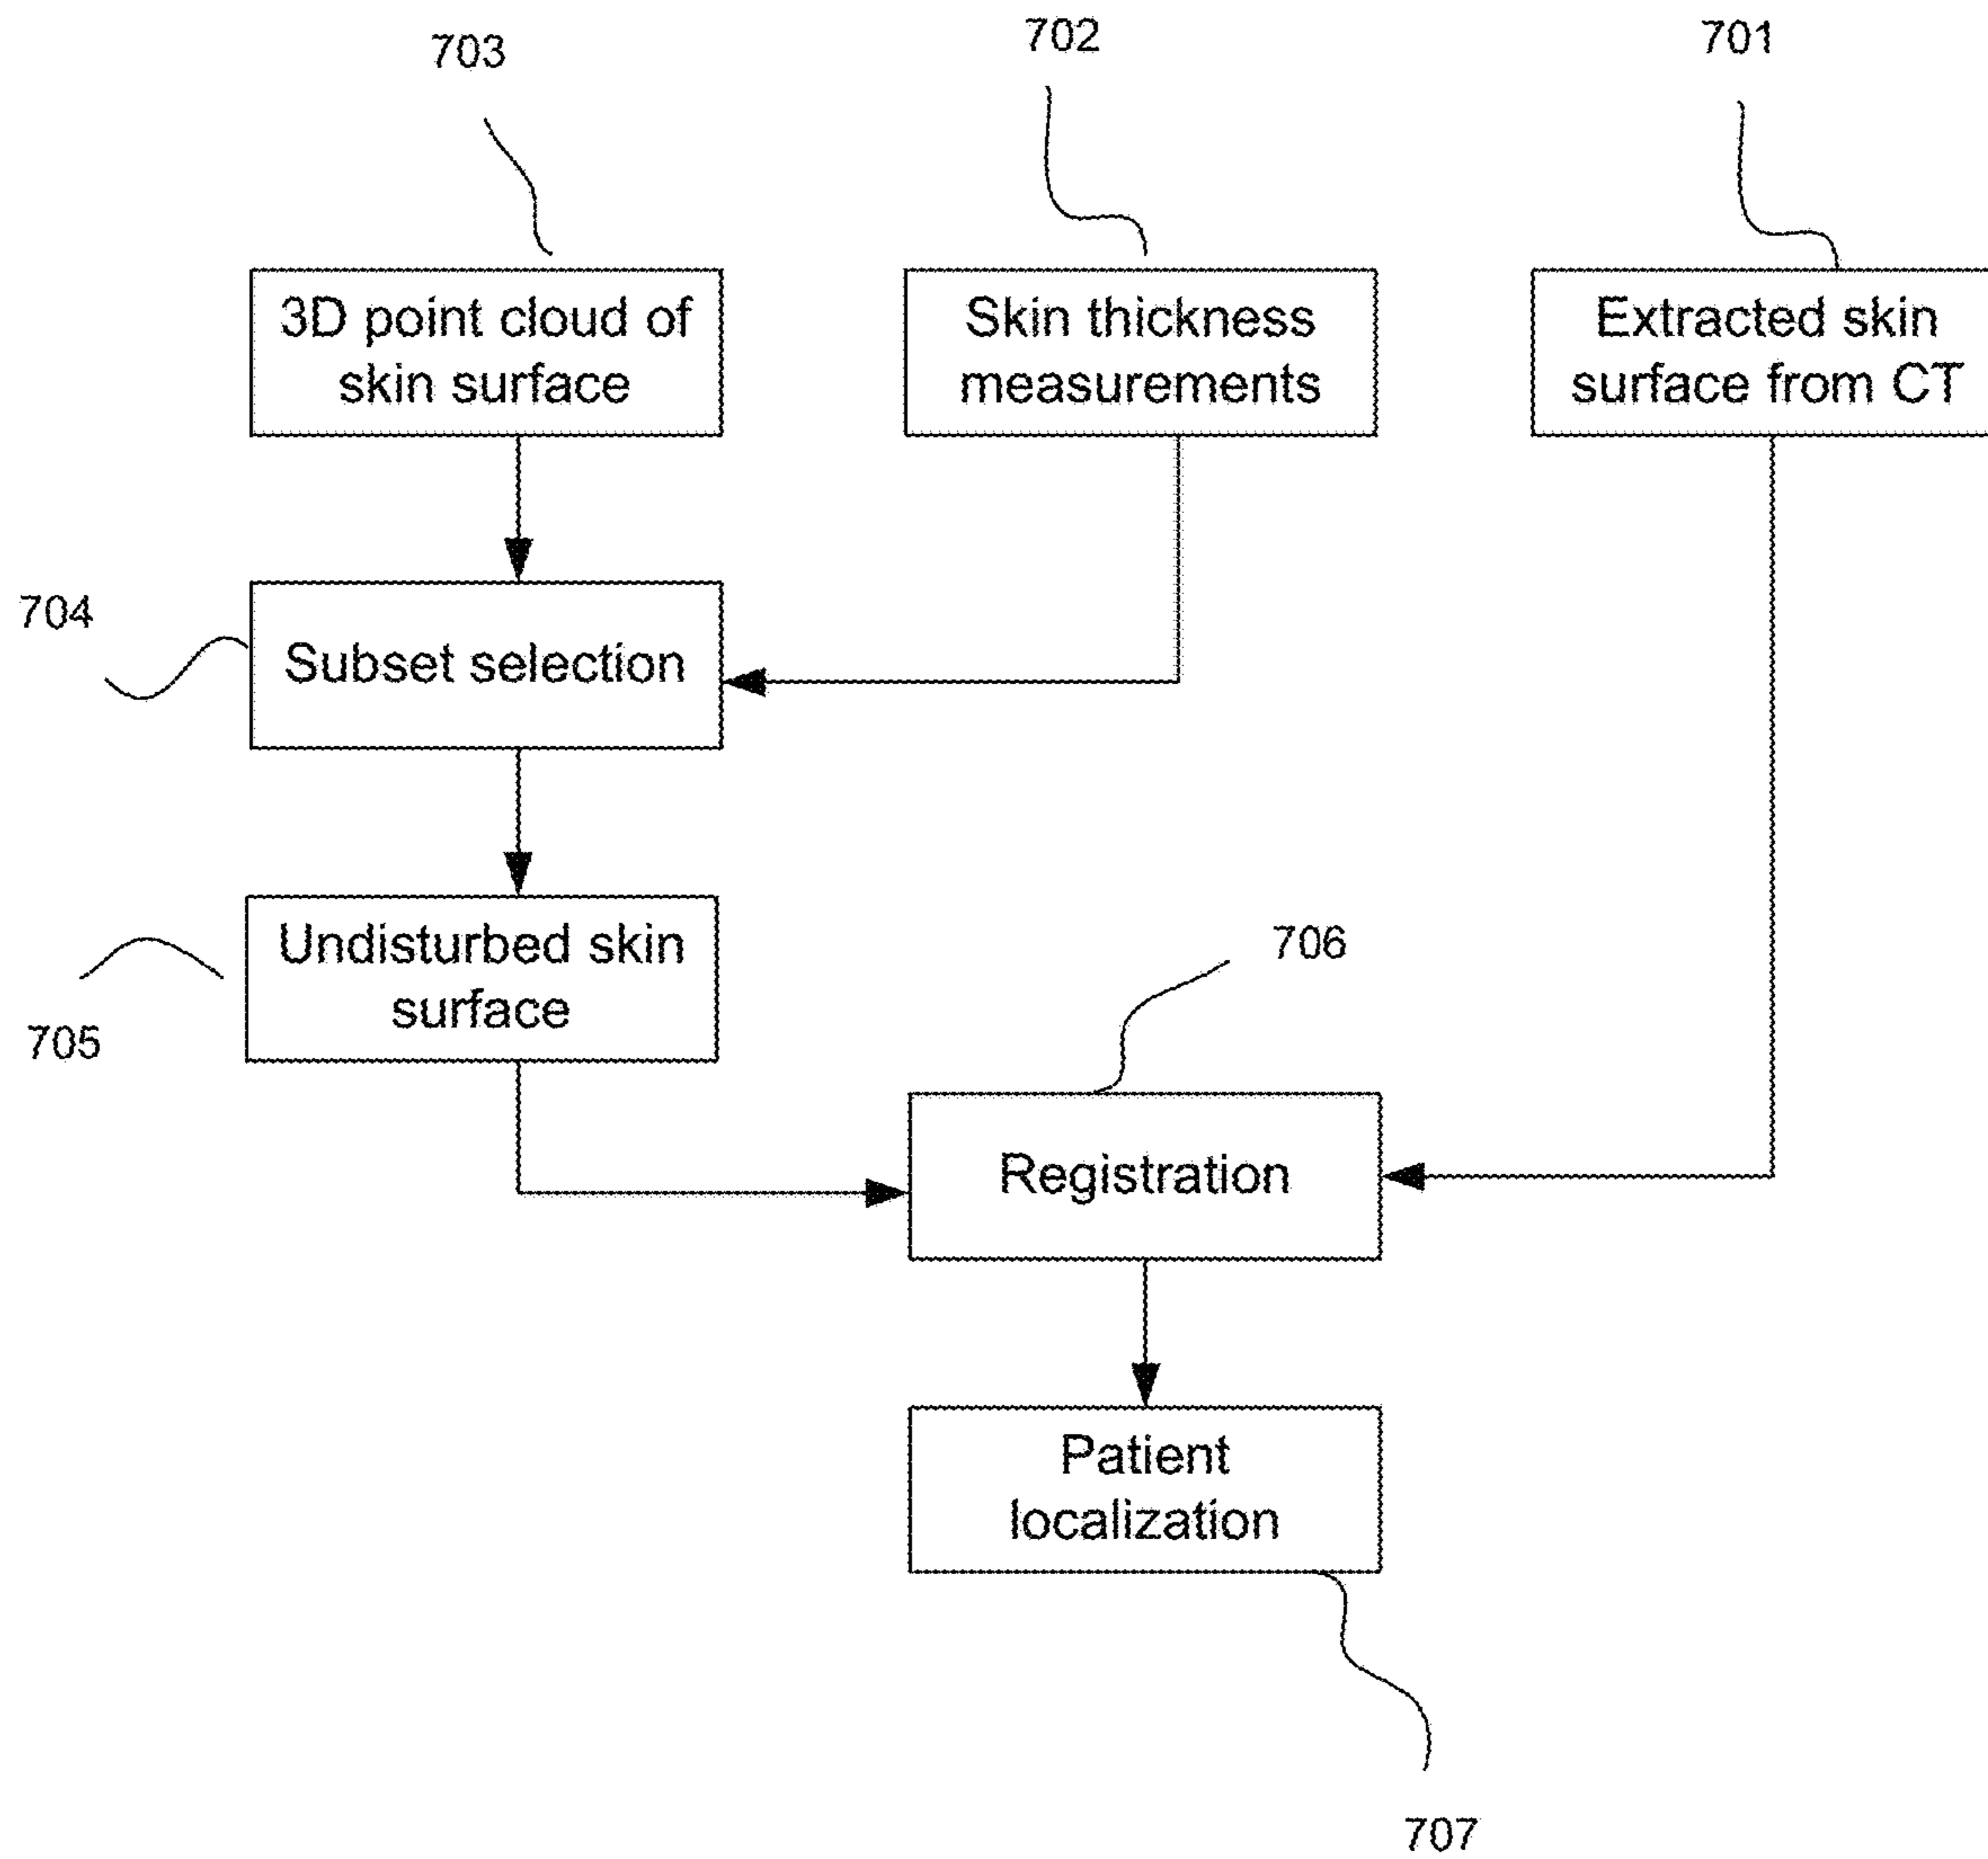 703
702
701
3D point cloud of
skin surface
Skin thickness
measurements
Extracted skin
surface from CT
704
Subset selection
Undisturbed skin
surface
705
706
Registration
Patient
localization
707